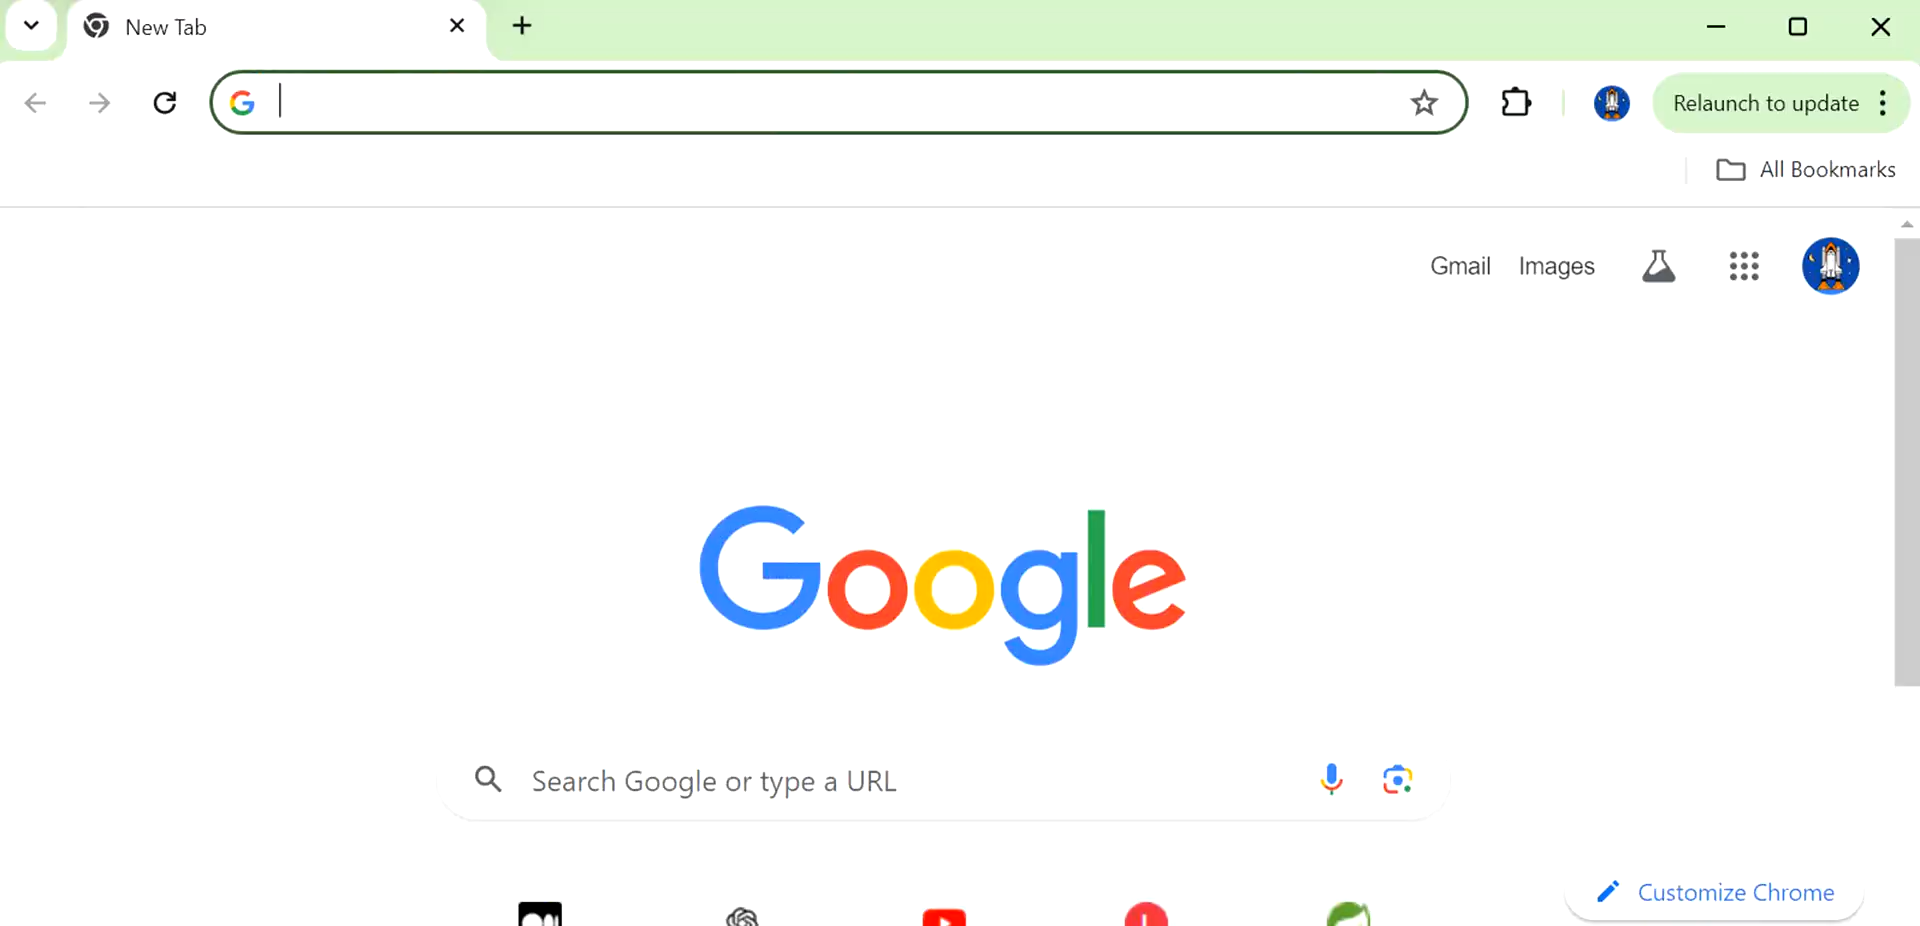 New Tab
Relaunch to update
All Bookmarks
Gmail Images
Google
Search Google or type a URL
Customize Chrome